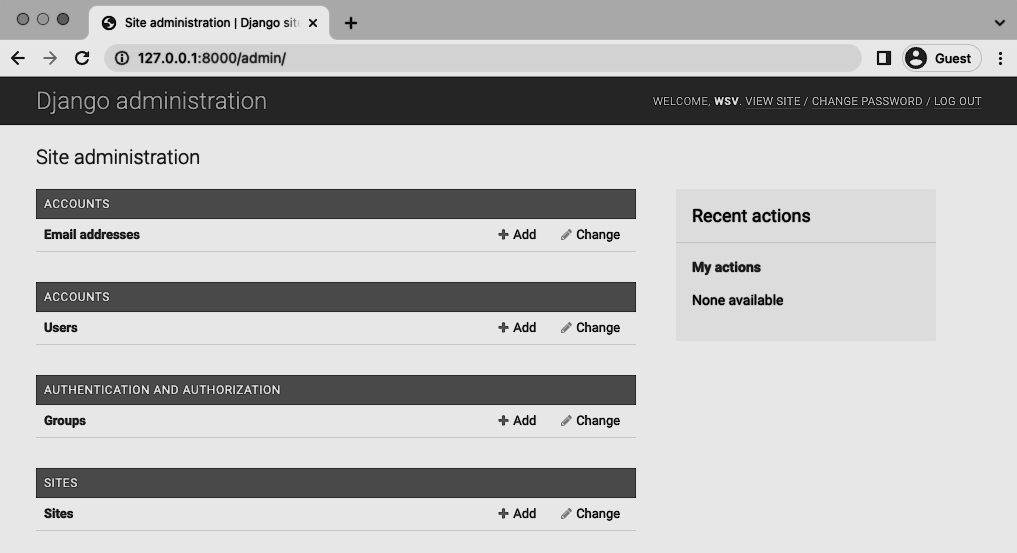 Site administration | Django sit
127.0.0.1:8000/admin/
Guest
Django administration
WELCOME, WSV. VIEW SITE / CHANGE PASSWORD / LOG OUT
Site administration
ACCOUNTS
Email addresses Add Change
ACCOUNTS
Users Add Change
AUTHENTICATION AND AUTHORIZATION
Groups Add Change
SITES
Sites Add Change
Recent actions
My actions
None available